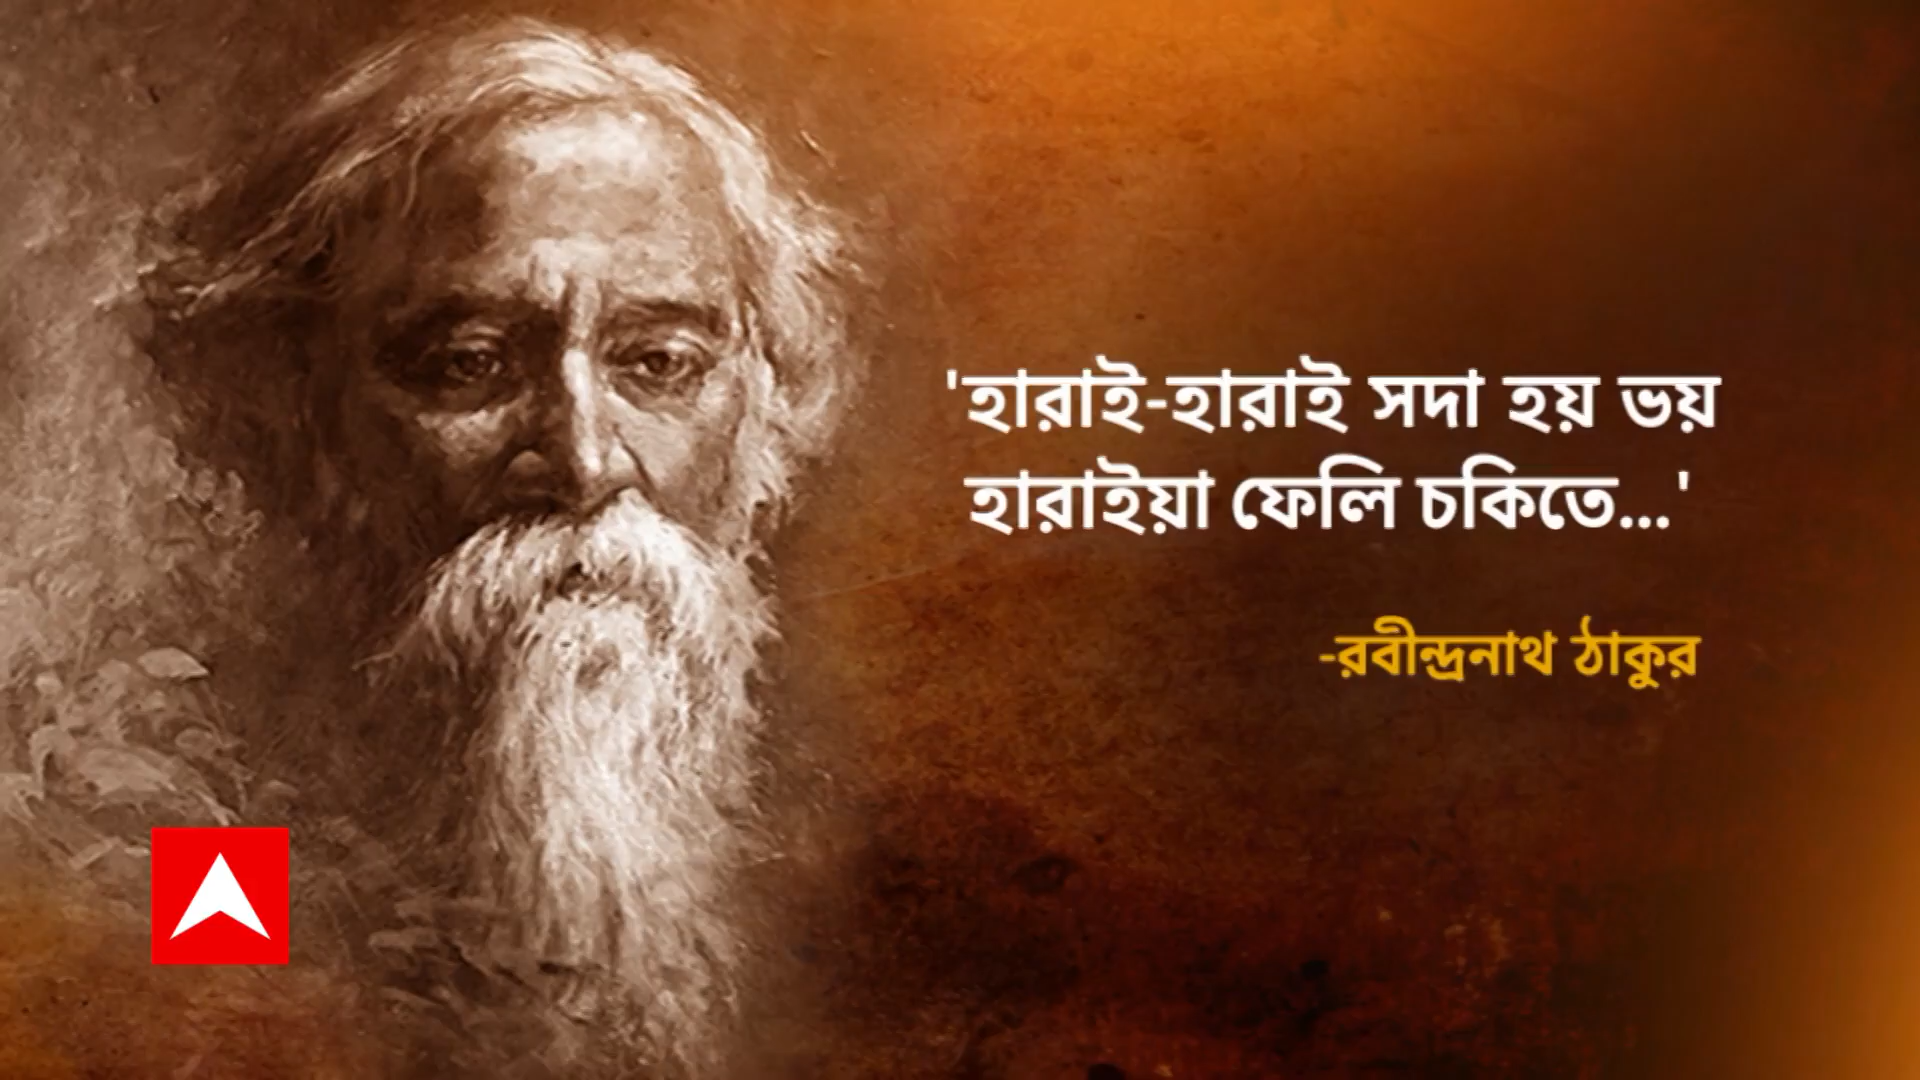 'হারাই-হারাই সদা হয় ভয়
হারাইয়া ফেলি চকিতে...'
-রবীন্দ্রনাথ ঠাকুর